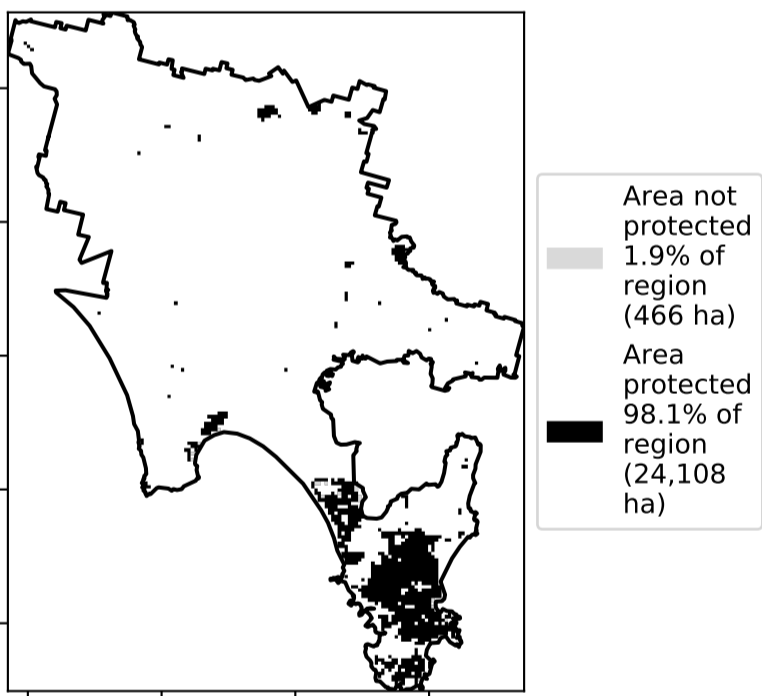 Area not
protected
1.9% of
region
(466 ha)
Area
protected
98.1% of
region
(24,108
ha)